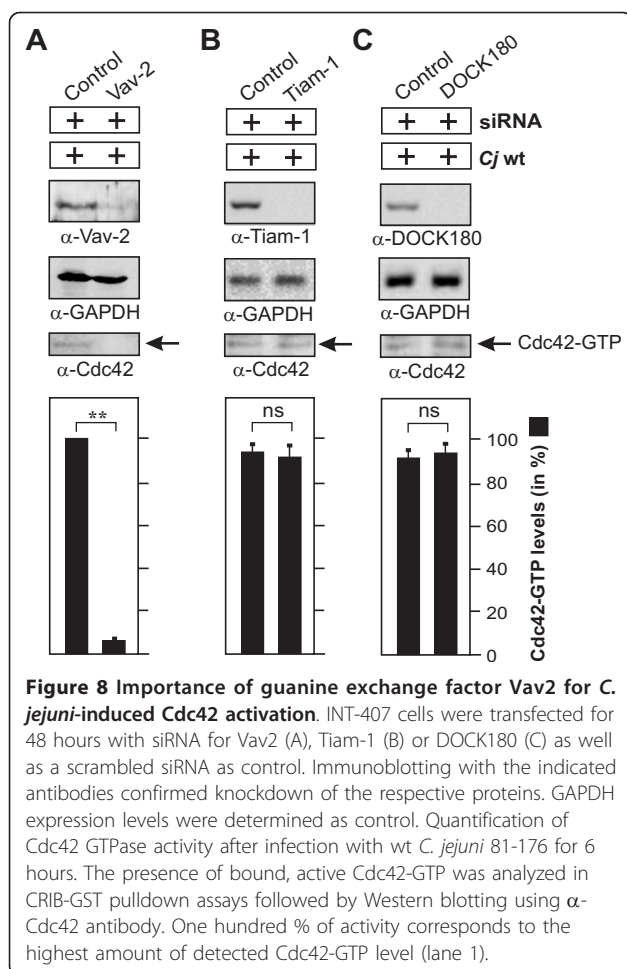 A B C
Control Vav-2 Control Tiam-1 Control DOCK180
+ + + + + + siRNA
+ + + + + + Cj wt
α-Vav-2 α-Tiam-1 α-DOCK180
α-GAPDH α-GAPDH α-GAPDH
Cdc42-GTP
α-Cdc42 α-Cdc42 α-Cdc42
** ns ns
100
80
60
40
20
0
Cdc42-GTP levels (in %)
Figure 8 Importance of guanine exchange factor Vav2 for C.
jejuni-induced Cdc42 activation. INT-407 cells were transfected for
48 hours with siRNA for Vav2 (A), Tiam-1 (B) or DOCK180 (C) as well
as a scrambled siRNA as control. Immunoblotting with the indicated
antibodies confirmed knockdown of the respective proteins. GAPDH
expression levels were determined as control. Quantification of
Cdc42 GTPase activity after infection with wt C. jejuni 81-176 for 6
hours. The presence of bound, active Cdc42-GTP was analyzed in
CRIB-GST pulldown assays followed by Western blotting using α-
Cdc42 antibody. One hundred % of activity corresponds to the
highest amount of detected Cdc42-GTP level (lane 1).